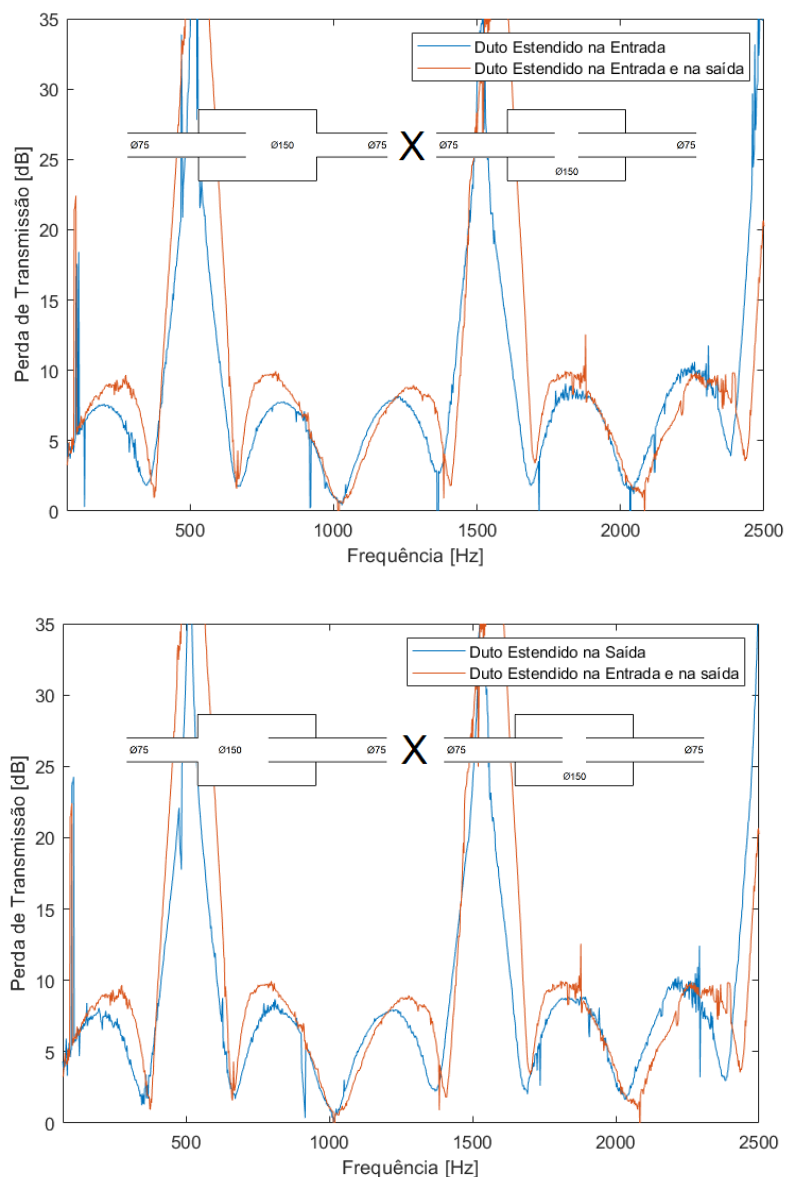 35
30
25
20
15
10
5
0
Perda de Transmissão [dB]
Duto Estendido na Entrada
Duto Estendido na Entrada e na saída
Ø75
Ø150
Ø75
X
Ø75
Ø150
Ø75
500
1000
1500
2000
2500
Frequência [Hz]
35
30
25
20
15
10
5
0
Perda de Transmissão [dB]
Duto Estendido na Saída
Duto Estendido na Entrada e na saída
Ø75
Ø150
Ø75
X
Ø75
Ø150
Ø75
500
1000
1500
2000
2500
Frequência [Hz]